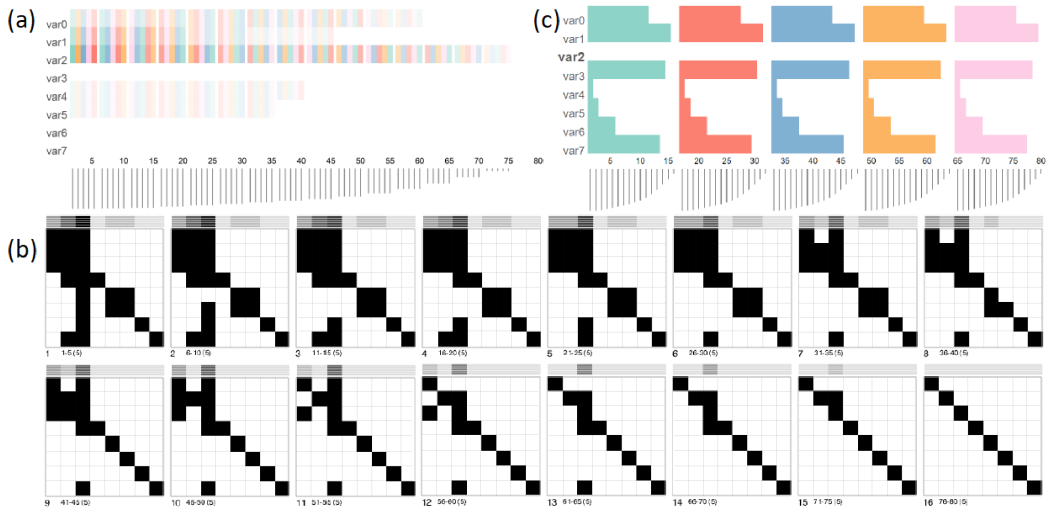 (a)
var0
var1
var2
var3
var4
var5
var6
var7
5 10 15 20 25 30 35 40 45 50 55 60 65 70 75 80
(c)
var0
var1
var2
var3
var4
var5
var6
var7
5 10 15 20 25 30 35 40 45 50 55 60 65 70 75 80
(b)
1 1-5 (5)
2 6-10 (5)
3 11-15 (5)
4 16-20 (5)
5 21-25 (5)
6 26-30 (5)
7 31-35 (5)
8 36-40 (5)
9 41-45 (5)
10 46-50 (5)
11 51-55 (5)
12 56-60 (5)
13 61-65 (5)
14 66-70 (5)
15 71-75 (5)
16 76-80 (5)